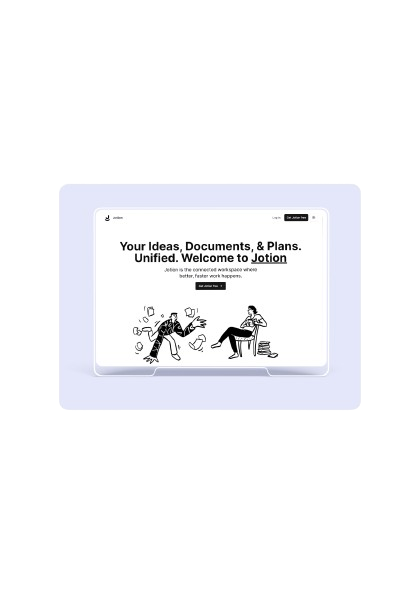 Jotion
Log in
Get Jotion free
Your Ideas, Documents, & Plans.
Unified. Welcome to Jotion
Jotion is the connected workspace where
better, faster work happens.
Get Jotion free